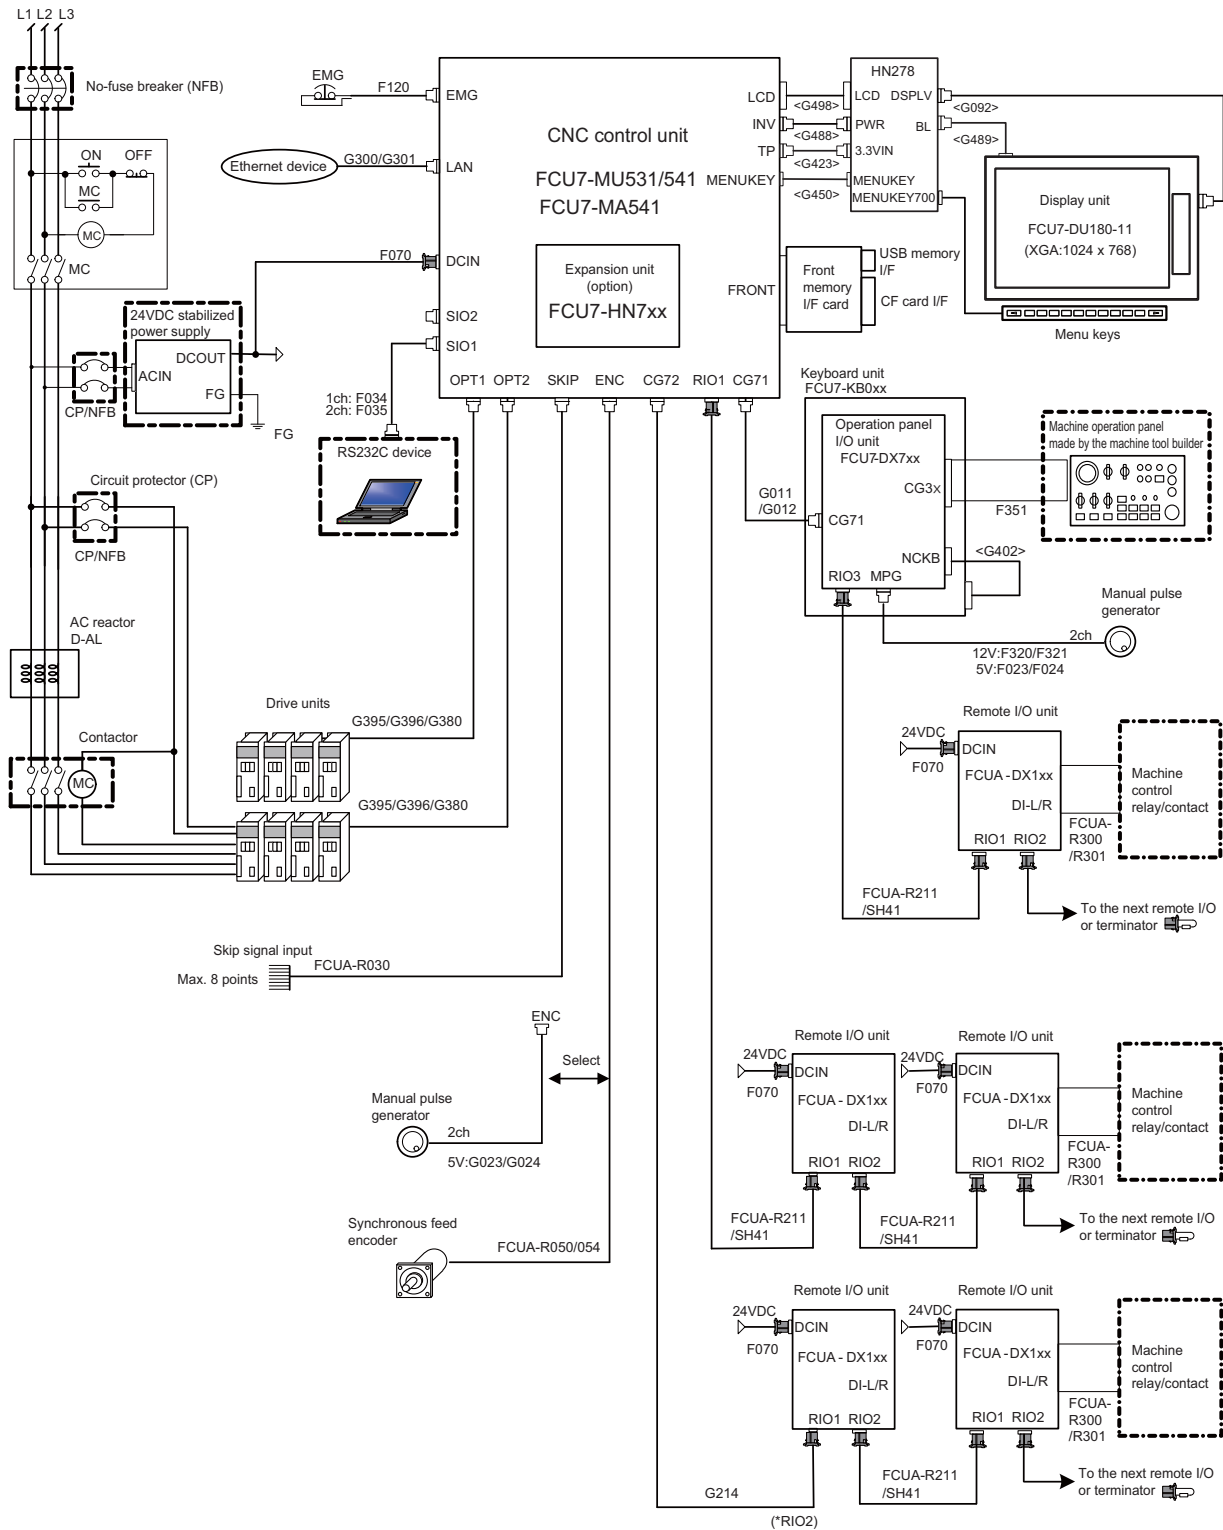 L1 L2 L3
No-fuse breaker (NFB)
ON OFF
MC
MC
MC
24VDC stabilized
power supply
DCOUT
ACIN
FG
FG
CP/NFB
Circuit protector (CP)
CP/NFB
AC reactor
D-AL
Contactor
MC
EMG
F120
EMG
Ethernet device
G300/G301
LAN
F070
DCIN
SIO2
SIO1
1ch: F034
2ch: F035
RS232C device
CNC control unit
FCU7-MU531/541
FCU7-MA541
Expansion unit
(option)
FCU7-HN7xx
LCD
INV
TP
MENUKEY
FRONT
OPT1 OPT2 SKIP ENC CG72 RIO1 CG71
<G498>
<G488>
<G423>
<G450>
HN278
LCD DSPLV
PWR BL
3.3VIN
MENUKEY
MENUKEY700
<G092>
<G489>
Display unit
FCU7-DU180-11
(XGA:1024 x 768)
Menu keys
Front
memory
I/F card
USB memory
I/F
CF card I/F
Keyboard unit
FCU7-KB0xx
Operation panel
I/O unit
FCU7-DX7xx
CG3x
CG71
NCKB
RIO3 MPG
G011
/G012
F351
<G402>
Machine operation panel
made by the machine tool builder
Manual pulse
generator
2ch
12V:F320/F321
5V:F023/F024
Drive units
G395/G396/G380
G395/G396/G380
Remote I/O unit
24VDC
F070
DCIN
FCUA - DX1xx
DI-L/R
RIO1 RIO2
Machine
control
relay/contact
FCUA-
R300
/R301
FCUA-R211
/SH41
To the next remote I/O
or terminator
Skip signal input
Max. 8 points
FCUA-R030
ENC
Select
Manual pulse
generator
2ch
5V:G023/G024
Synchronous feed
encoder
FCUA-R050/054
Remote I/O unit
24VDC
F070
DCIN
FCUA - DX1xx
DI-L/R
RIO1 RIO2
FCUA-R211
/SH41
Remote I/O unit
24VDC
F070
DCIN
FCUA - DX1xx
DI-L/R
RIO1 RIO2
FCUA-R211
/SH41
Machine
control
relay/contact
FCUA-
R300
/R301
To the next remote I/O
or terminator
Remote I/O unit
24VDC
F070
DCIN
FCUA - DX1xx
DI-L/R
RIO1 RIO2
G214
(*RIO2)
Remote I/O unit
24VDC
F070
DCIN
FCUA - DX1xx
DI-L/R
RIO1 RIO2
FCUA-R211
/SH41
Machine
control
relay/contact
FCUA-
R300
/R301
To the next remote I/O
or terminator